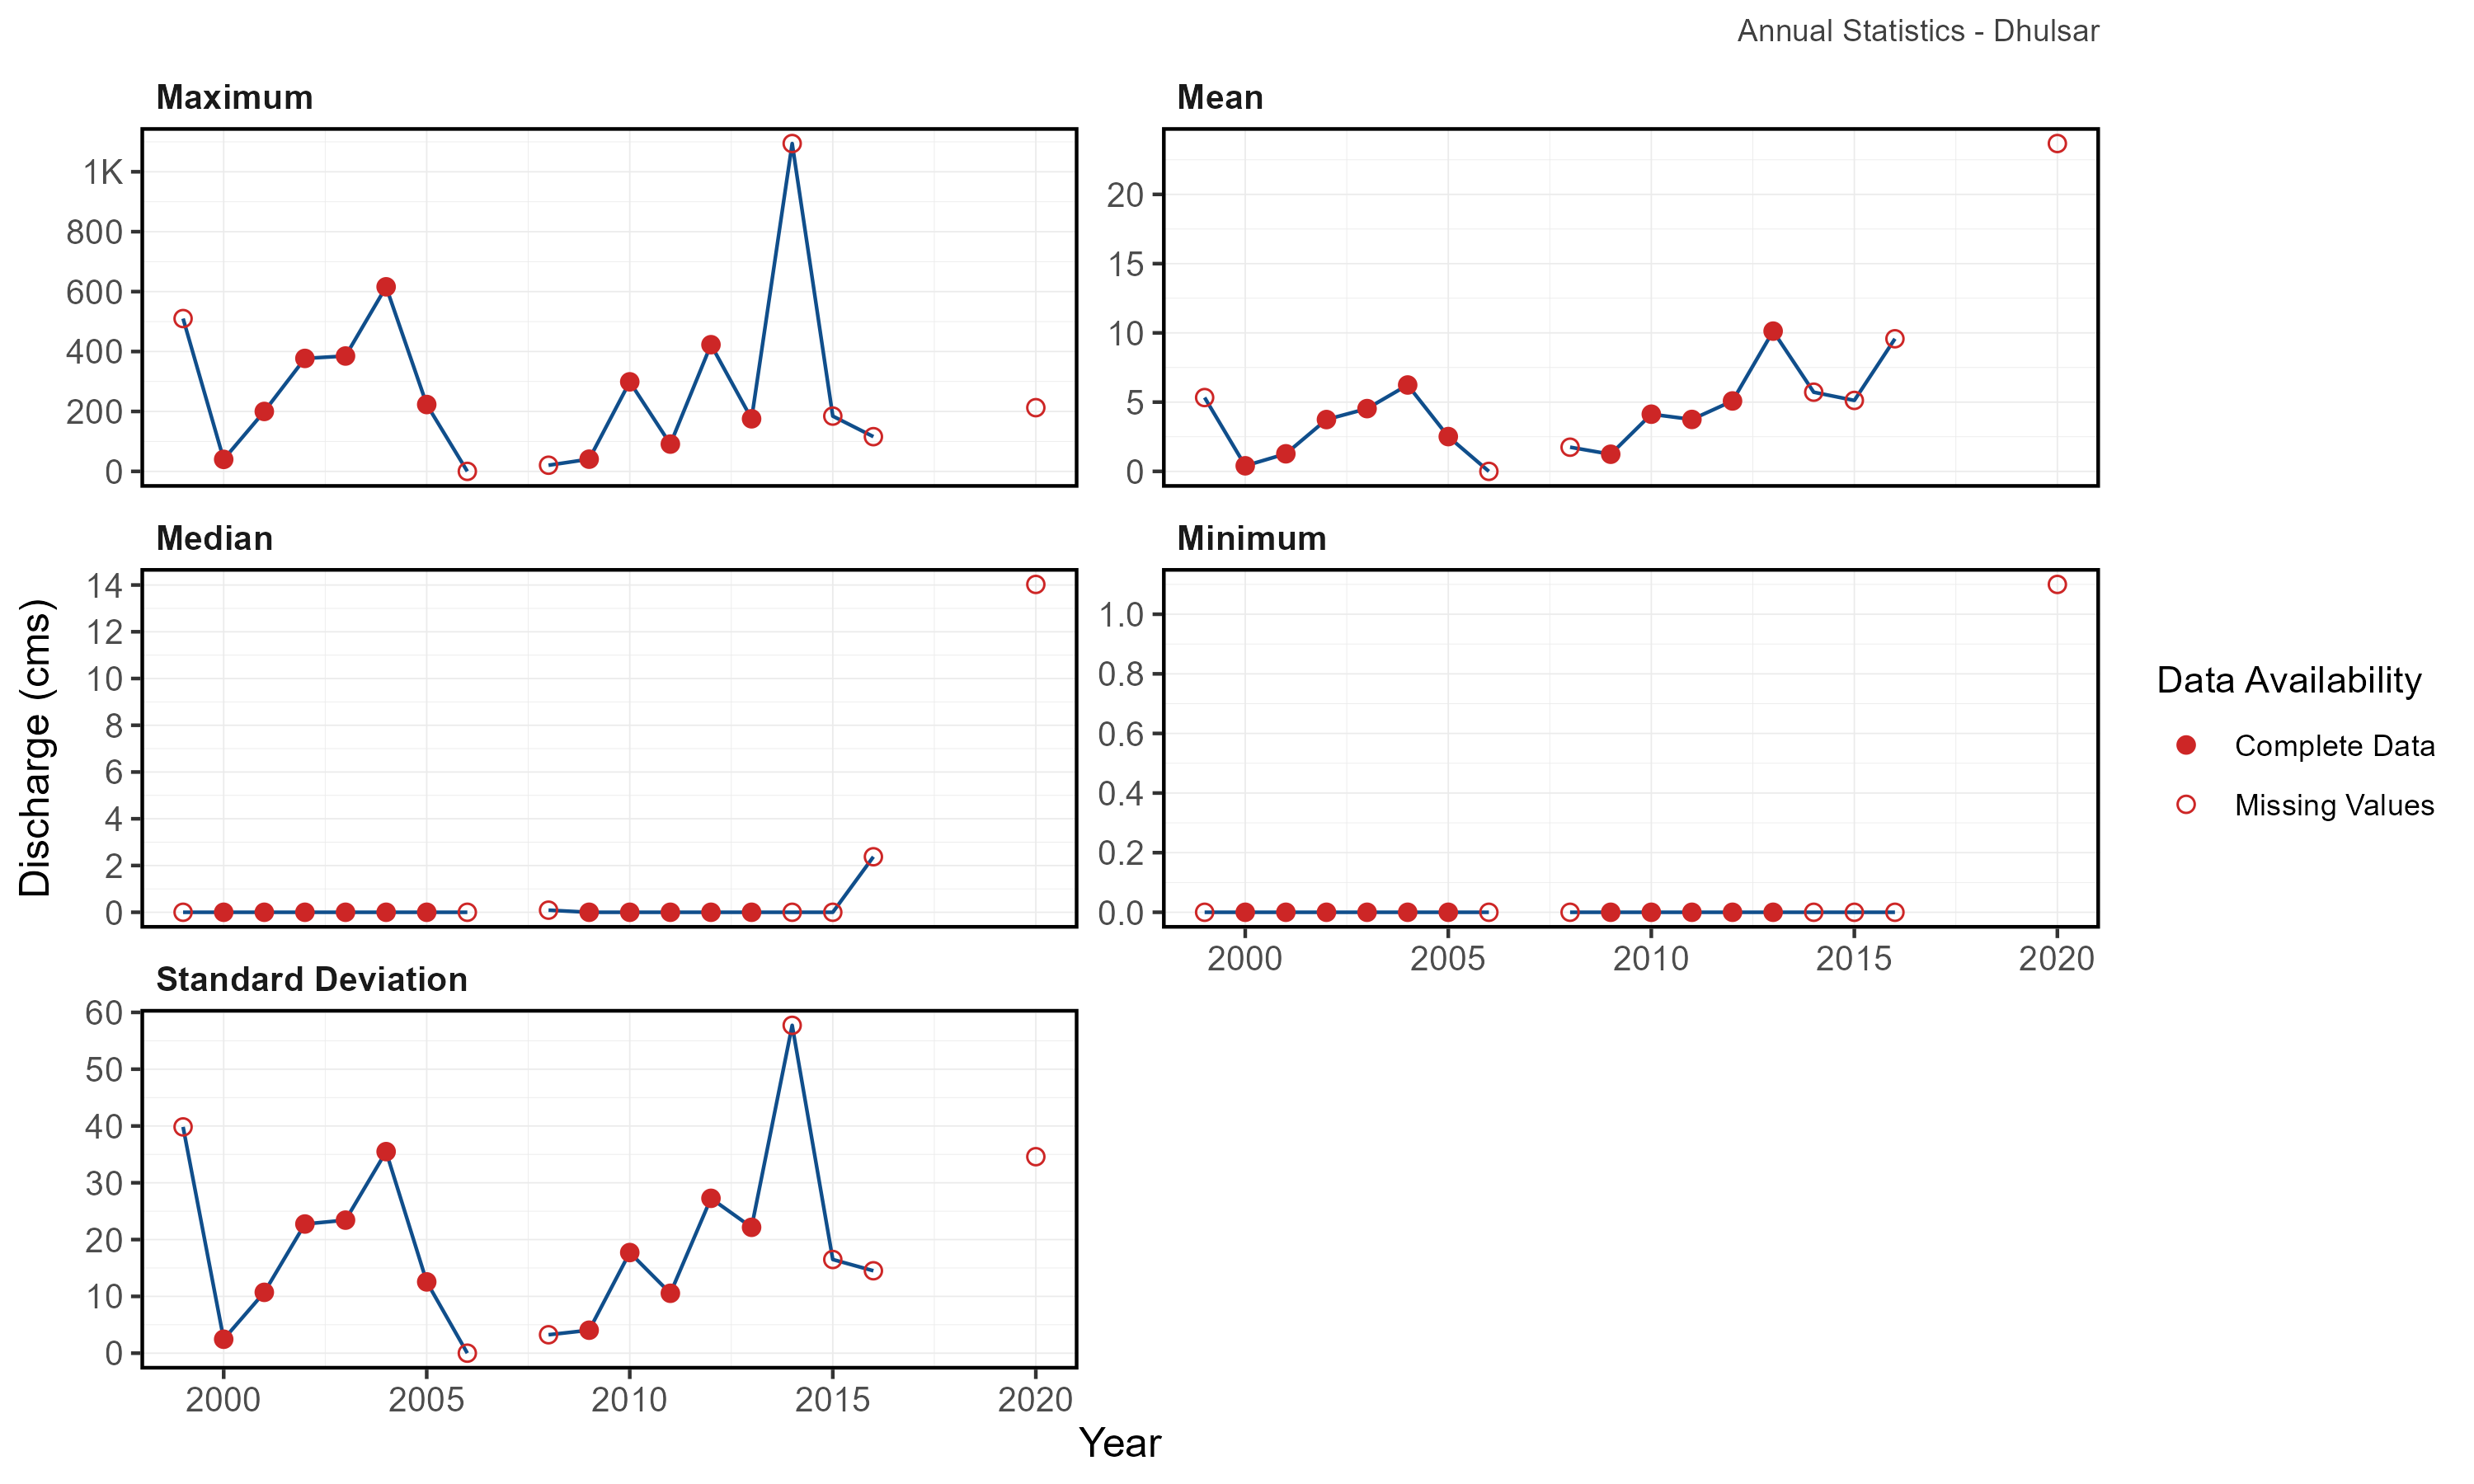 Annual Statistics - Dhulsar
Maximum
Mean
1K
800
600
400
200
0
20
15
10
5
0
Median
Minimum
14
12
10
8
6
4
2
0
1.0
0.8
0.6
0.4
0.2
0.0
2000 2005 2010 2015 2020
Standard Deviation
60
50
40
30
20
10
0
2000 2005 2010 2015 2020
Year
Discharge (cms)
Data Availability
Complete Data
Missing Values